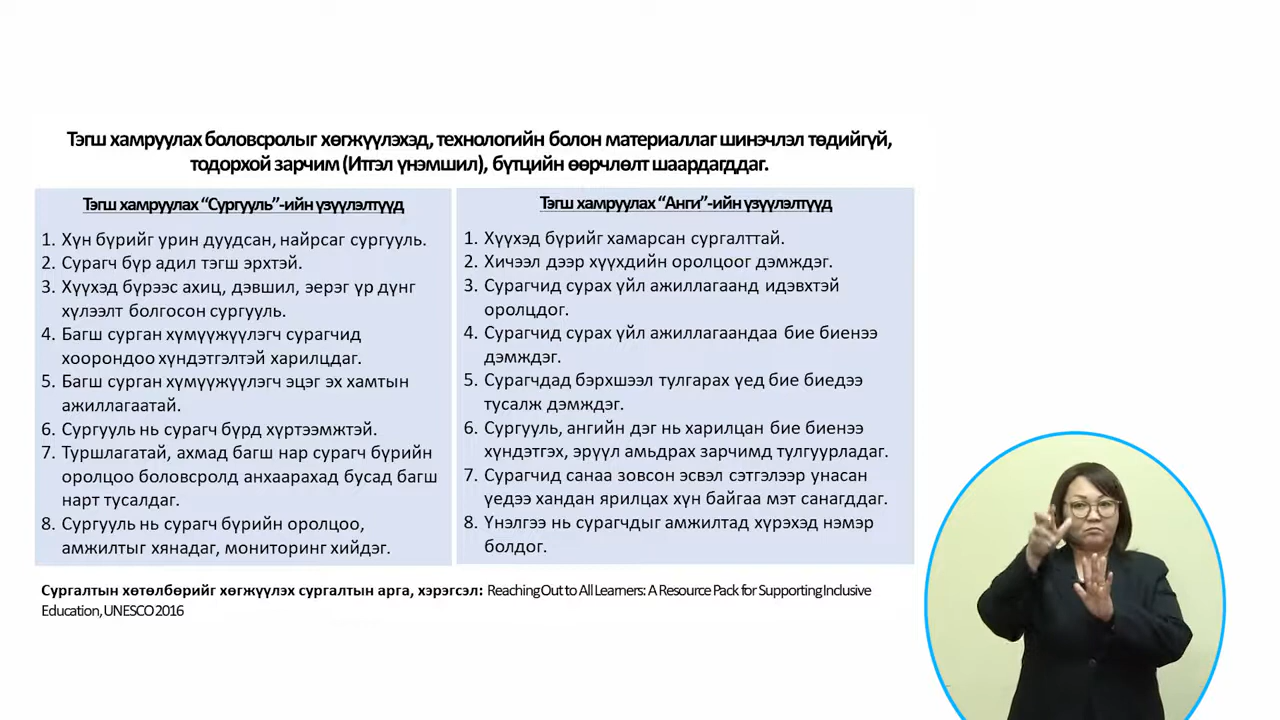 Тэгш хамруулах боловсролыг хөгжүүлэхэд, технологийн болон материаллаг шинэчлэл төдийгүй,
тодорхой зарчим (Итгэл үнэмшил), бүтцийн өөрчлөлт шаардагддаг.
Тэгш хамруулах “Сургууль”-ийн үзүүлэлтүүд
1. Хүн бүрийг урин дуудсан, найрсаг сургууль.
2. Сурагч бүр адил тэгш эрхтэй.
3. Хүүхэд бүрээс ахиц, дэвшил, эерэг үр дүнг
хүлээлт болгосон сургууль.
4. Багш сурган хүмүүжүүлэгч сурагчид
хоорондоо хүндэтгэлтэй харилцдаг.
5. Багш сурган хүмүүжүүлэгч эцэг эх хамтын
ажиллагаатай.
6. Сургууль нь сурагч бүрд хүртээмжтэй.
7. Туршлагатай, ахмад багш нар сурагч бүрийн
оролцоо боловсролд анхаарахад бусад багш
нарт тусалдаг.
8. Сургууль нь сурагч бүрийн оролцоо,
амжилтыг хянадаг, мониторинг хийдэг.
Тэгш хамруулах “Анги”-ийн үзүүлэлтүүд
1. Хүүхэд бүрийг хамарсан сургалттай.
2. Хичээл дээр хүүхдийн оролцоог дэмждэг.
3. Сурагчид сурах үйл ажиллагаанд идэвхтэй
оролцдог.
4. Сурагчид сурах үйл ажиллагаандаа бие биенээ
дэмждэг.
5. Сурагчдад бэрхшээл тулгарах үед бие биедээ
тусалж дэмждэг.
6. Сургууль, ангийн дэг нь харилцан бие биенээ
хүндэтгэх, эрүүл амьдрах зарчимд тулгуурладаг.
7. Сурагчид санаа зовсон эсвэл сэтгэлээр унасан
үедээ хандан ярилцах хүн байгаа мэт санагддаг.
8. Үнэлгээ нь сурагчдыг амжилтад хүрэхэд нэмэр
болдог.
Сургалтын хөтөлбөрийг хөгжүүлэх сургалтын арга, хэрэгсэл: Reaching Out to All Learners: A Resource Pack for Supporting Inclusive
Education, UNESCO 2016